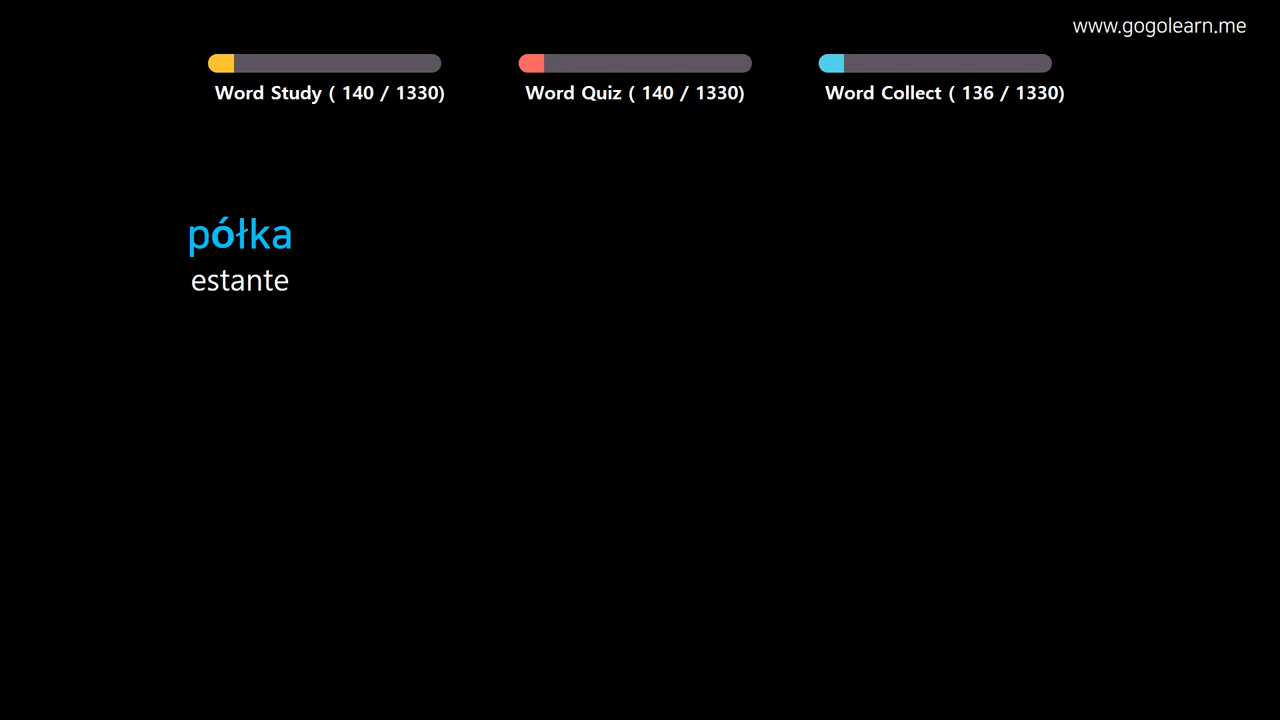 www.gogolearn.me
Word Study ( 140 / 1330)
Word Quiz ( 140 / 1330)
Word Collect ( 136 / 1330)
półka
estante